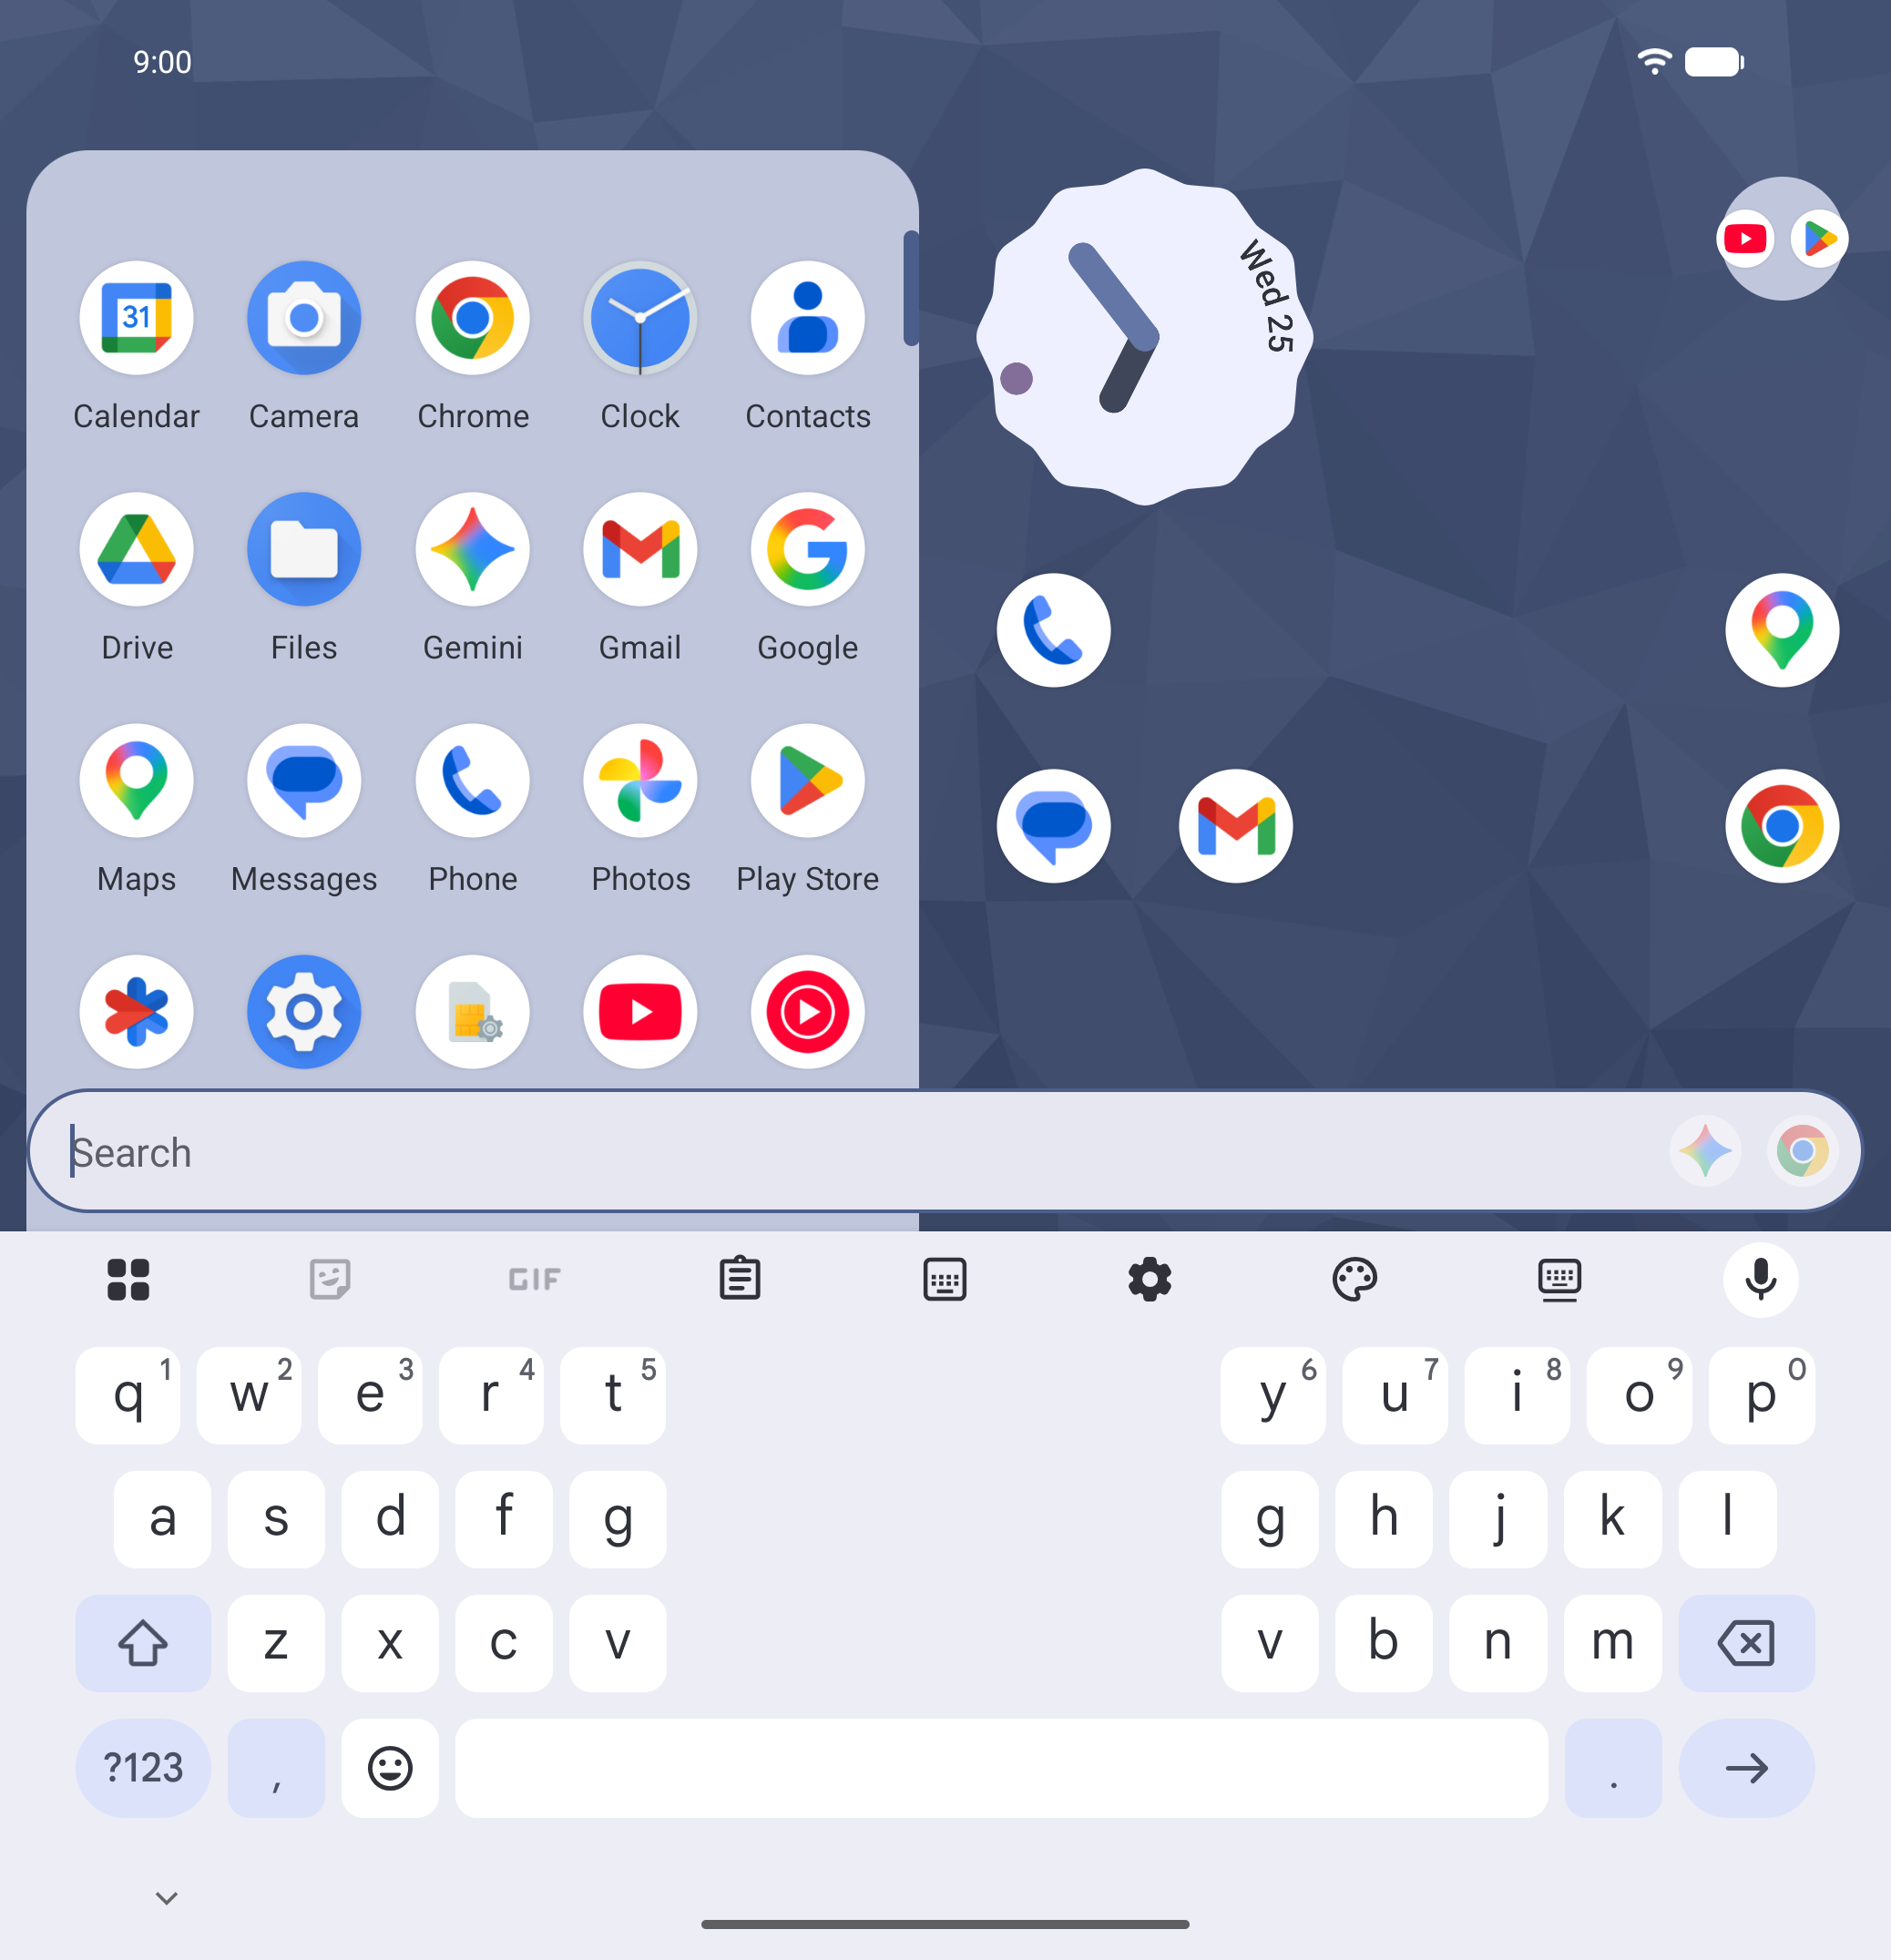 9:00
Wed 25
31
Calendar Camera Chrome Clock Contacts
Drive Files Gemini Gmail Google
Maps Messages Phone Photos Play Store
Search
GIF
q 1 w 2 e 3 r 4 t 5 y 6 u 7 i 8 o 9 p 0
a s d f g g h j k l
z x c v v b n m
?123 , .